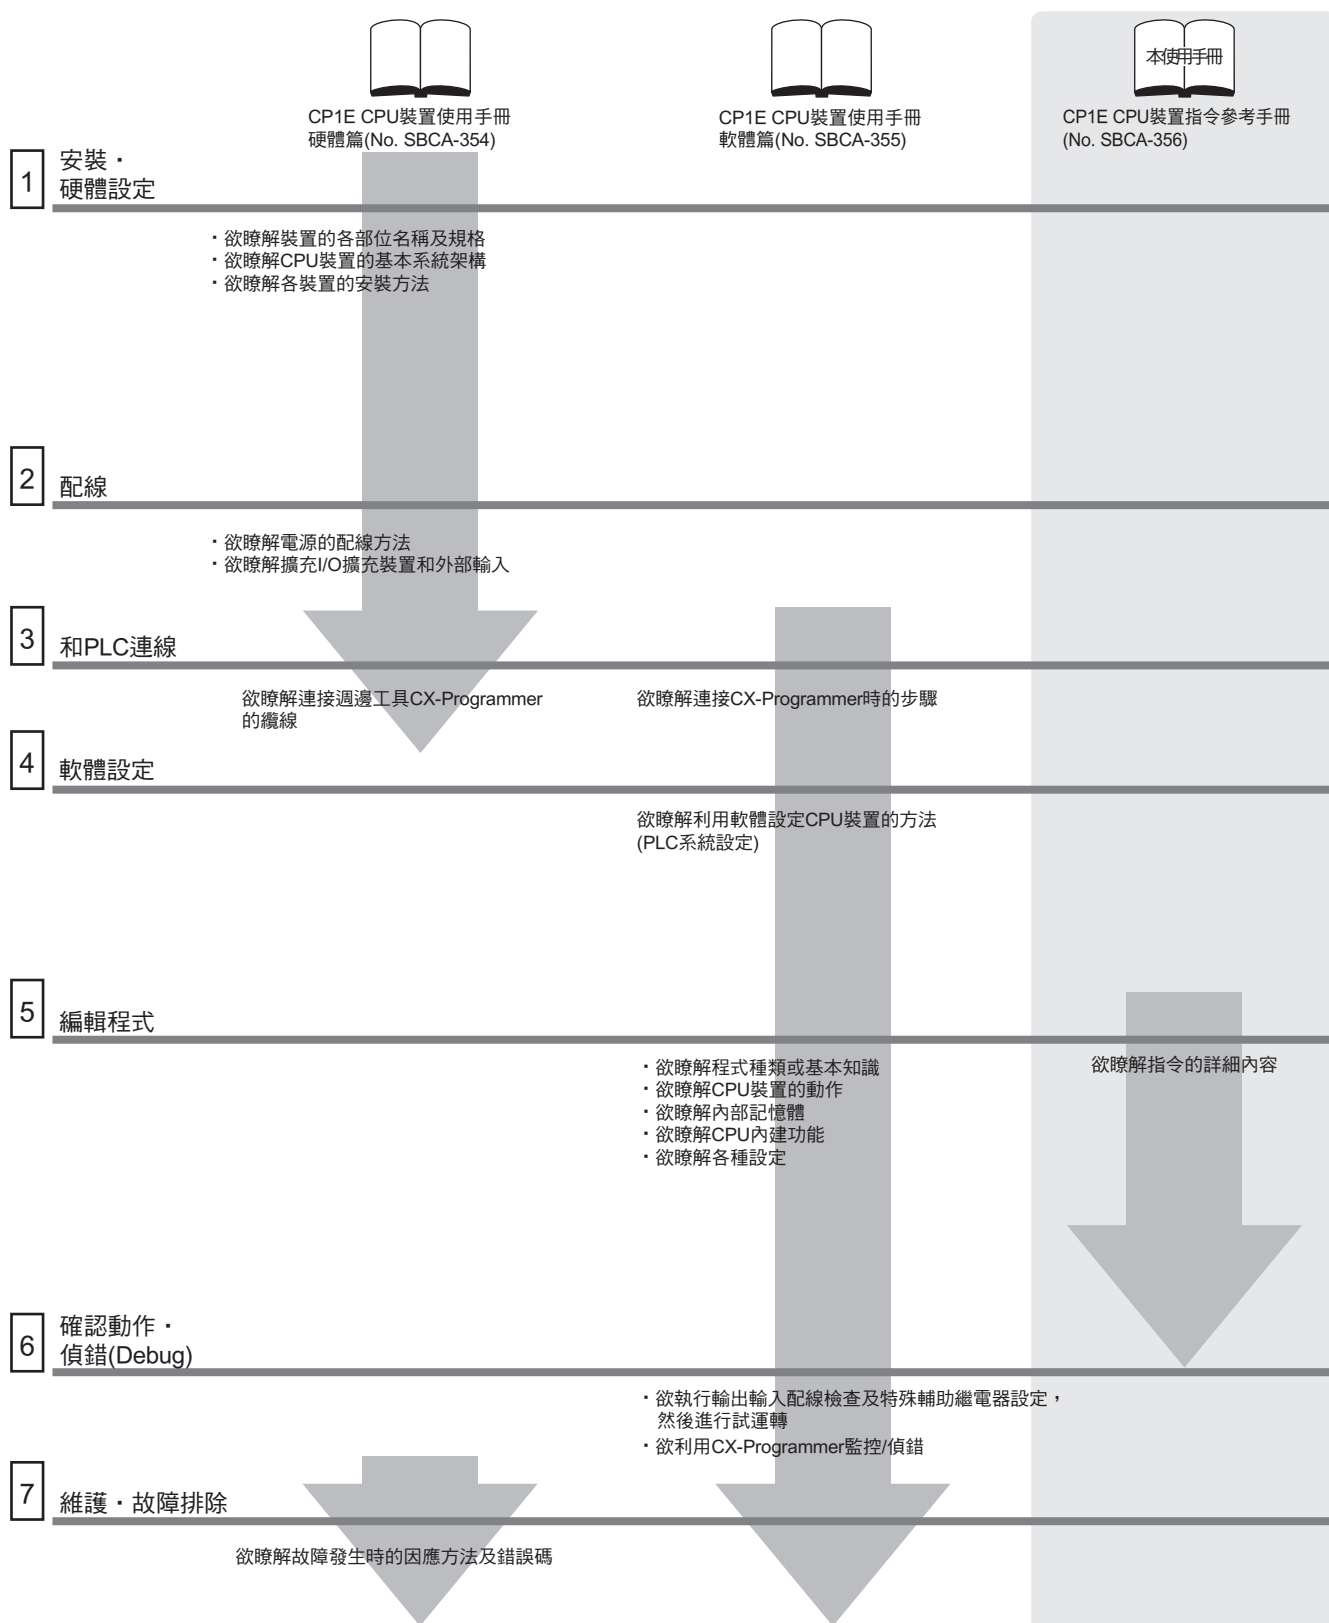 本使用手冊
CP1E CPU裝置使用手冊
硬體篇(No. SBCA-354)
CP1E CPU裝置使用手冊
軟體篇(No. SBCA-355)
CP1E CPU裝置指令參考手冊
(No. SBCA-356)
1
安裝・
硬體設定
・欲瞭解裝置的各部位名稱及規格
・欲瞭解CPU裝置的基本系統架構
・欲瞭解各裝置的安裝方法
2
配線
・欲瞭解電源的配線方法
・欲瞭解擴充I/O擴充裝置和外部輸入
3
和PLC連線
欲瞭解連接週邊工具CX-Programmer
的纜線
欲瞭解連接CX-Programmer時的步驟
4
軟體設定
欲瞭解利用軟體設定CPU裝置的方法
(PLC系統設定)
5
編輯程式
・欲瞭解程式種類或基本知識
・欲瞭解CPU裝置的動作
・欲瞭解內部記憶體
・欲瞭解CPU內建功能
・欲瞭解各種設定
欲瞭解指令的詳細內容
6
確認動作・
偵錯(Debug)
・欲執行輸出輸入配線檢查及特殊輔助繼電器設定，
然後進行試運轉
・欲利用CX-Programmer監控/偵錯
7
維護・故障排除
欲瞭解故障發生時的因應方法及錯誤碼